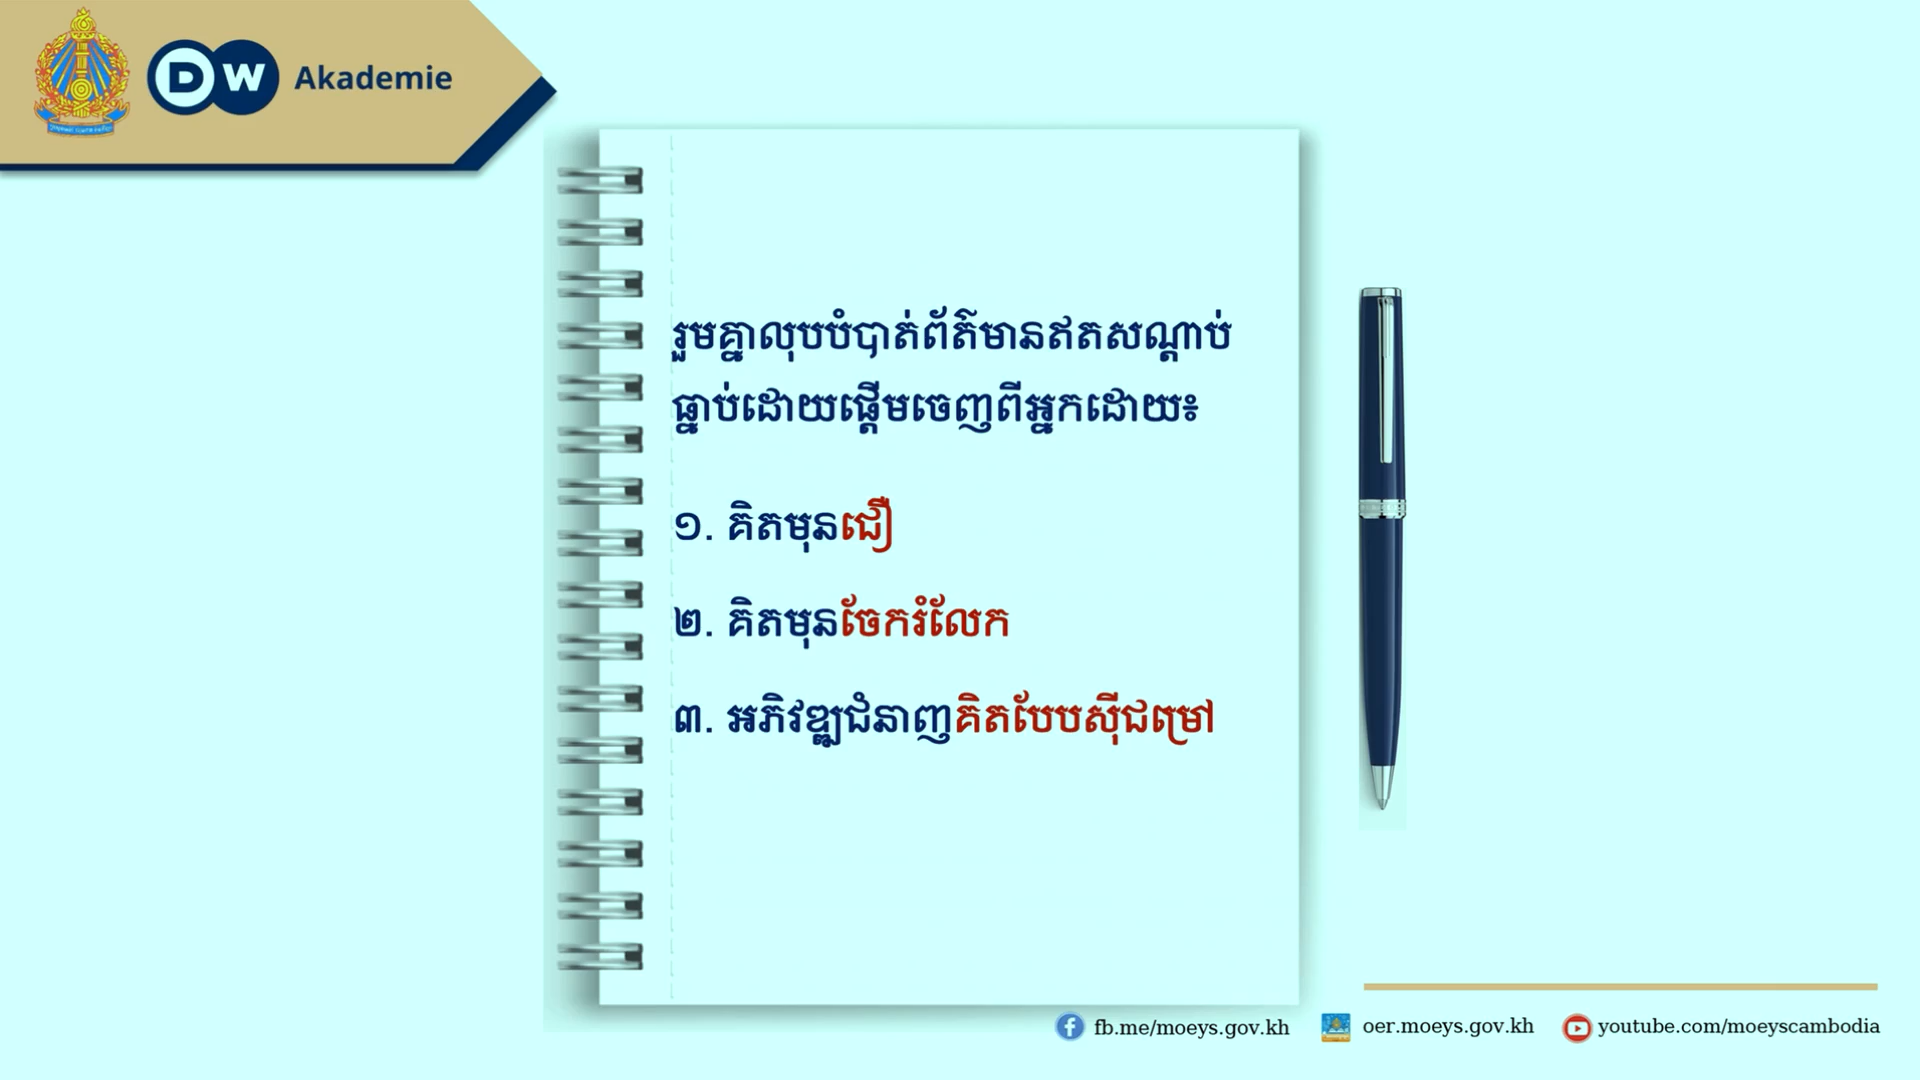 DW Akademie
រួមគ្នាលុបបំបាត់ព័ត៌មានឥតសណ្តាប់
ធ្នាប់ដោយផ្តើមចេញពីអ្នកដោយ៖
១. គិតមុនជឿ
២. គិតមុនចែករំលែក
៣. អភិវឌ្ឍជំនាញគិតបែបស៊ីជម្រៅ
fb.me/moeys.gov.kh
oer.moeys.gov.kh
youtube.com/moeyscambodia